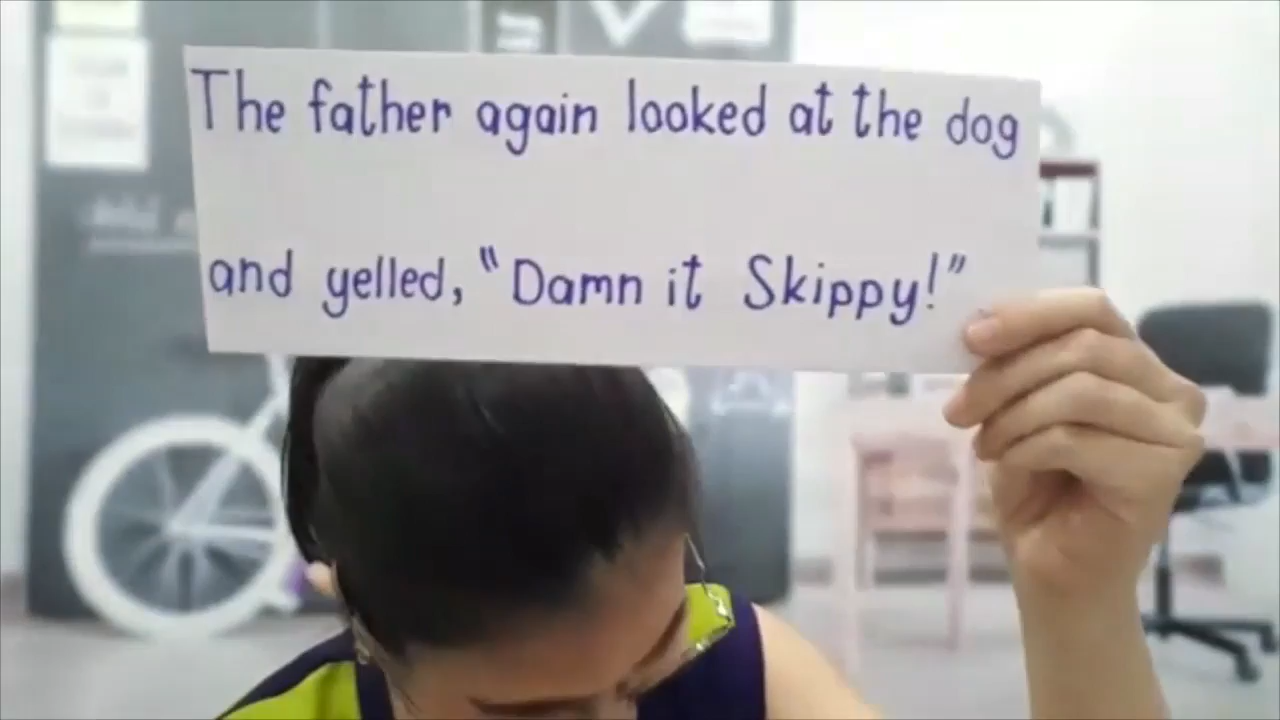 The father again looked at the dog
and yelled, "Damn it Skippy!"